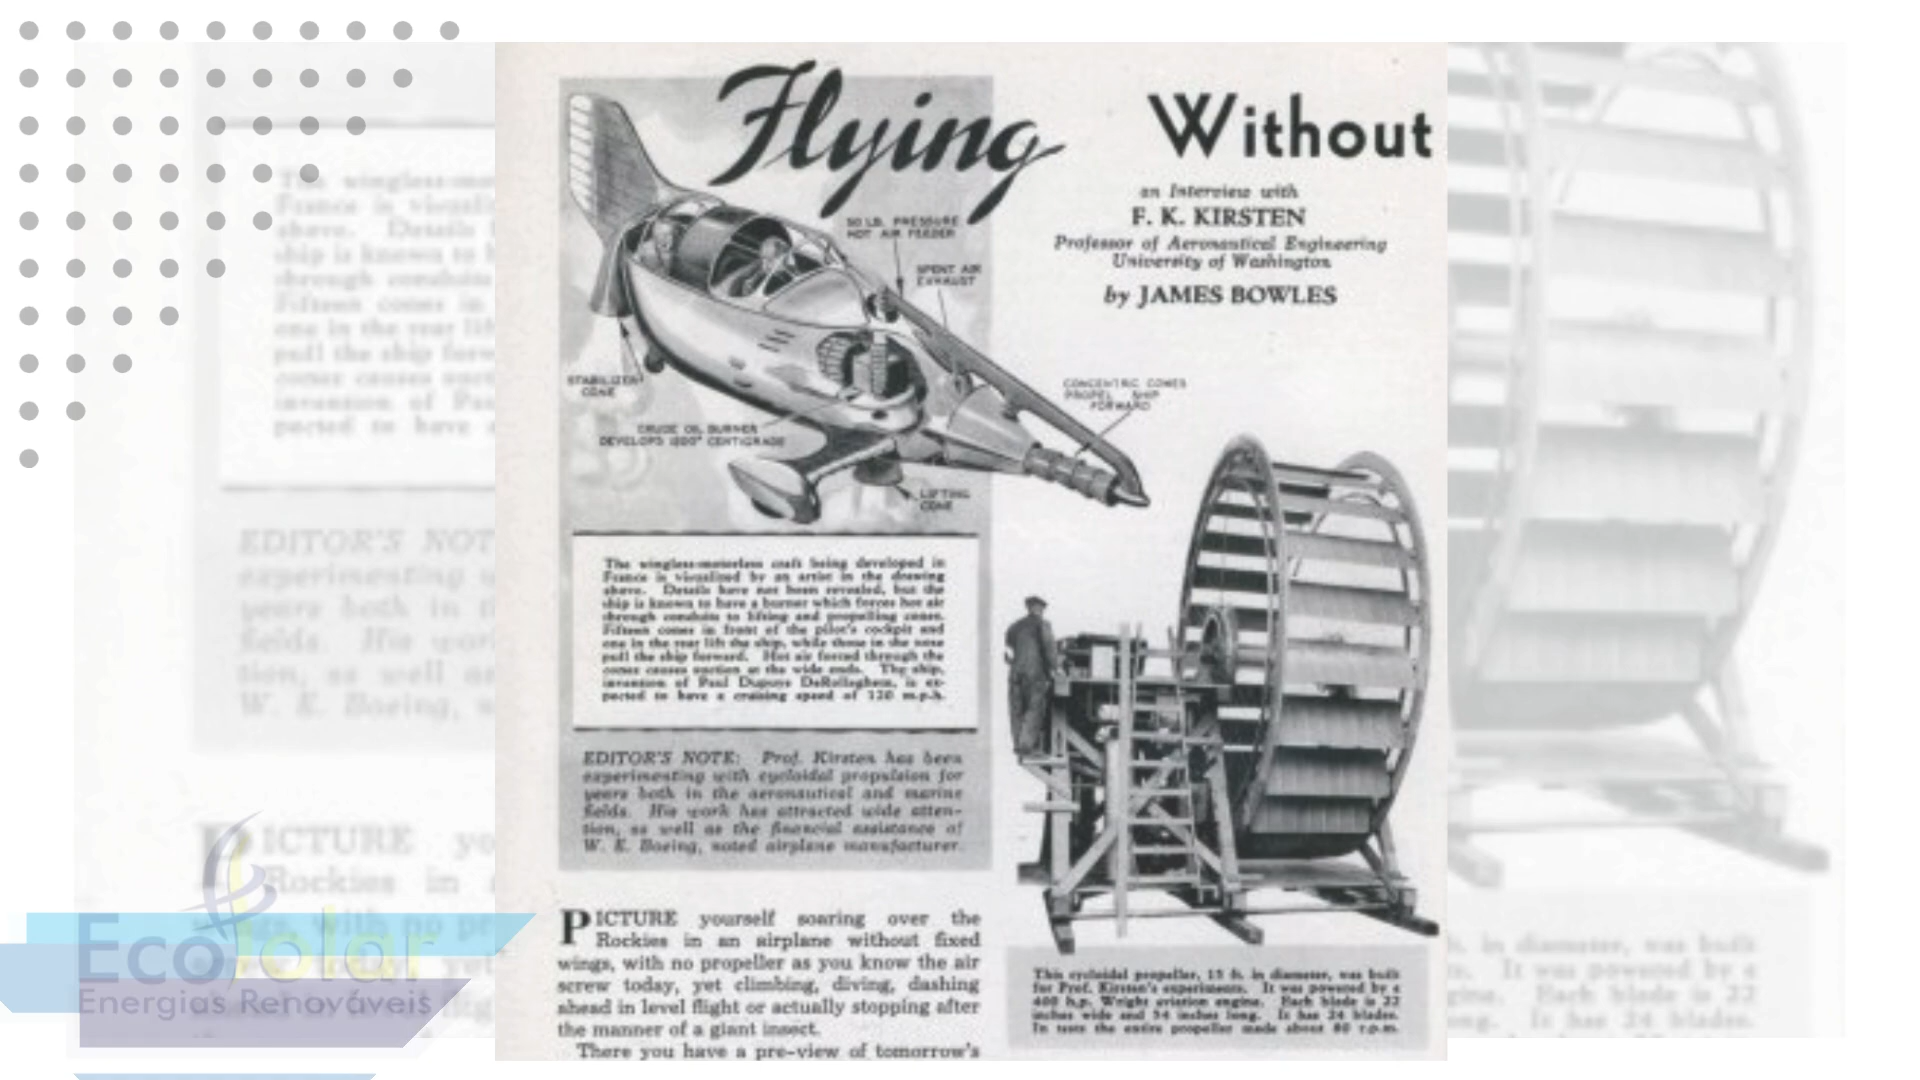 Flying Without
an Interview with
F. K. KIRSTEN
Professor of Aeronautical Engineering
University of Washington
by JAMES BOWLES
50 LB. PRESSURE
HOT AIR FEEDER
SPENT AIR
EXHAUST
CONCENTRIC CONES
PROPEL SHIP
FORWARD
STABILIZER
CONE
CRUDE OIL BURNER
DEVELOPS CENTIGRADE
LIFTING
CONE
The wingless-motorless craft being developed in
France is visualized by an artist in the drawing
above. Details have not been revealed, but the
ship is known to have a burner which forces hot air
through conduits to lifting and propelling cones.
Fifteen cones in front of the pilot's cockpit and
one in the rear lift the ship, while those in the nose
pull the ship forward. Hot air forced through the
cones causes suction at the wide ends. The ship,
invention of Paul Dupuys is ex-
pected to have a cruising speed of 120 m.p.h.
EDITOR'S NOTE: Prof. Kirsten has been
experimenting with cycloidal propulsion for
years both in the aeronautical and marine
fields. His work has attracted wide atten-
tion, as well as the financial assistance of
W. E. Boeing, noted airplane manufacturer.
PICTURE yourself soaring over the
Rockies in an airplane without fixed
wings, with no propeller as you know the air
screw today, yet climbing, diving, dashing
ahead in level flight or actually stopping after
the manner of a giant insect.
There you have a pre-view of tomorrow's
This cycloidal propeller, 15 ft. in diameter, was built
for Prof. Kirsten's experiments. It was powered by a
400 h.p. Wright aviation engine. Each blade is 22
inches wide and 54 inches long. It has 24 blades.
In tests the entire propeller made about 80 r.p.m.
EcoSolar
Energias Renováveis